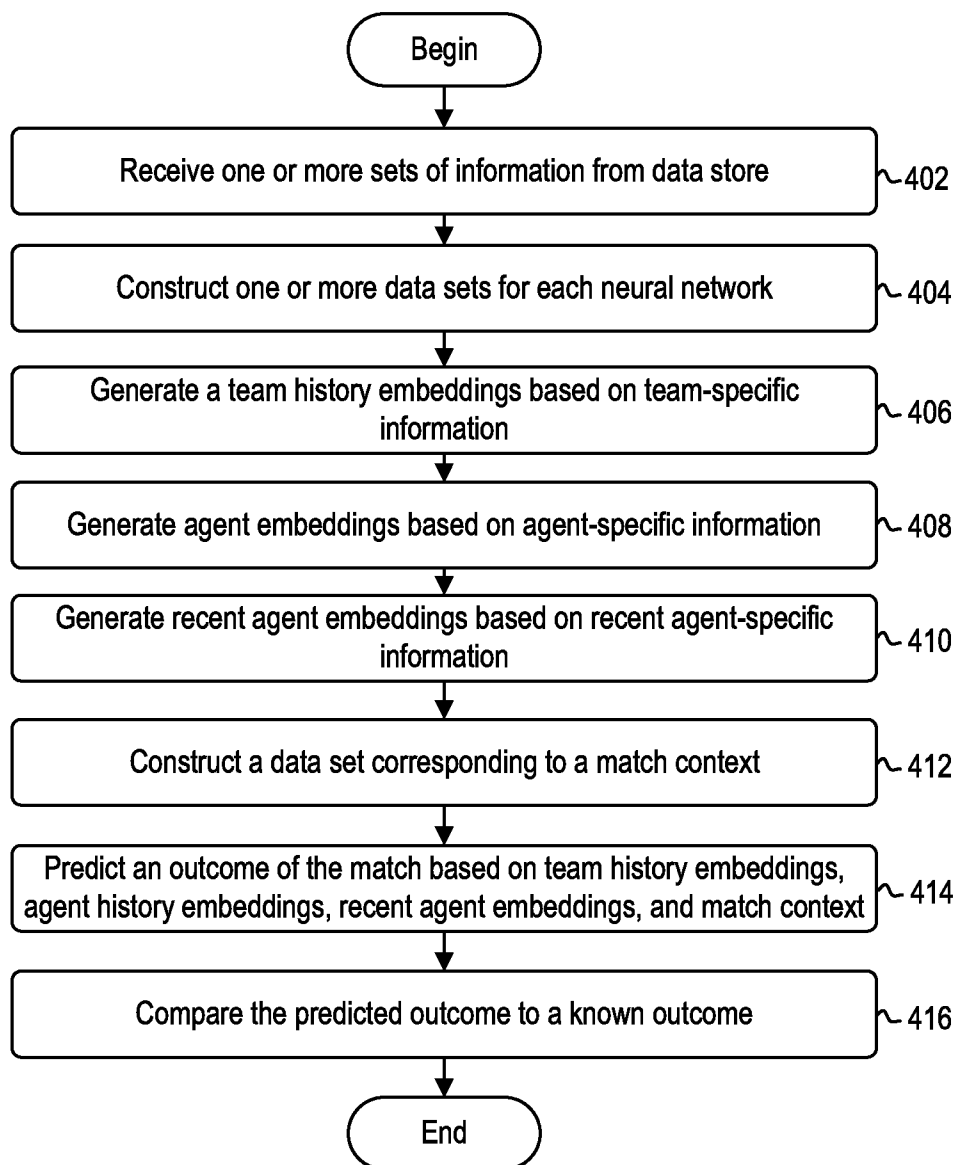 Begin
Receive one or more sets of information from data store
402
Construct one or more data sets for each neural network
404
Generate a team history embeddings based on team-specific
information
406
Generate agent embeddings based on agent-specific information
408
Generate recent agent embeddings based on recent agent-specific
information
410
Construct a data set corresponding to a match context
412
Predict an outcome of the match based on team history embeddings,
agent history embeddings, recent agent embeddings, and match context
414
Compare the predicted outcome to a known outcome
416
End